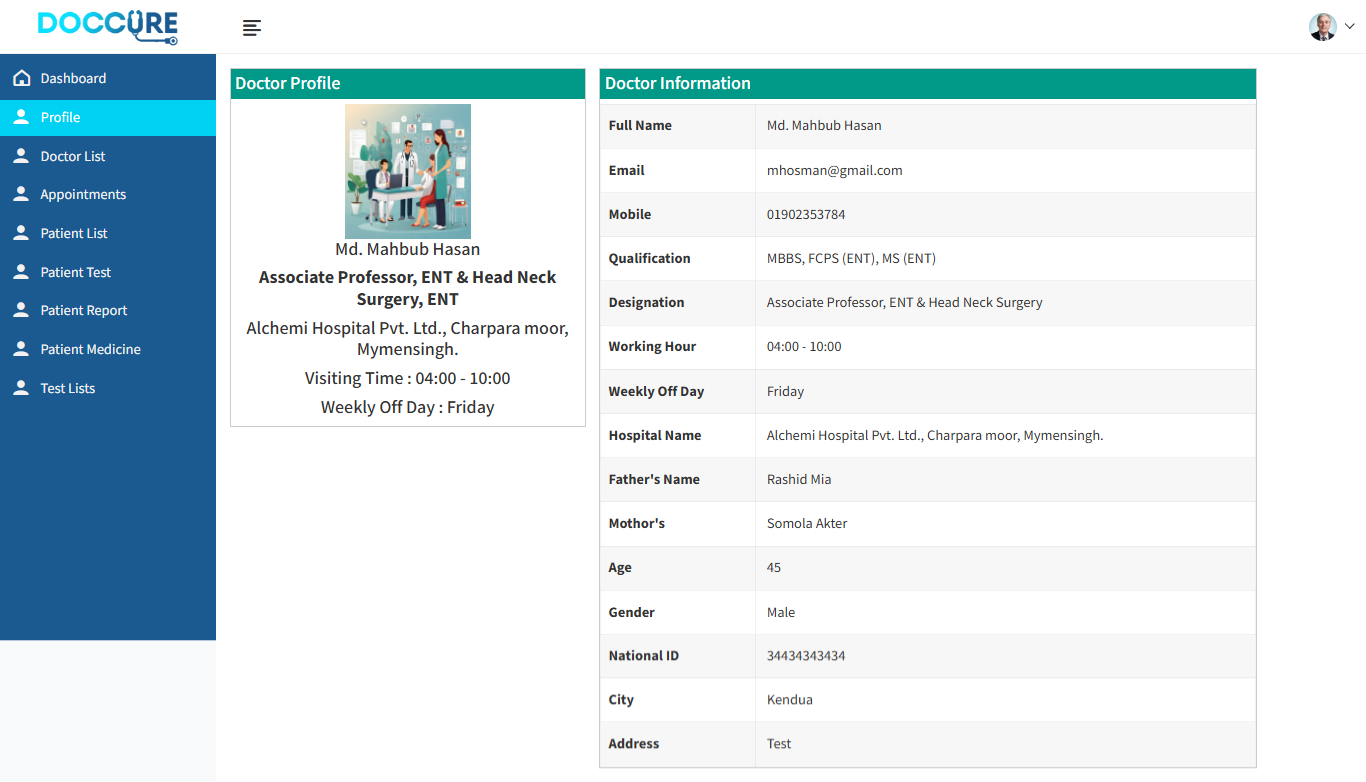 DOCCURE
Dashboard
Profile
Doctor List
Appointments
Patient List
Patient Test
Patient Report
Patient Medicine
Test Lists
Doctor Profile
Md. Mahbub Hasan
Associate Professor, ENT & Head Neck
Surgery, ENT
Alchemi Hospital Pvt. Ltd., Charpara moor,
Mymensingh.
Visiting Time : 04:00 - 10:00
Weekly Off Day : Friday
Doctor Information
Full Name Md. Mahbub Hasan
Email mhosman@gmail.com
Mobile 01902353784
Qualification MBBS, FCPS (ENT), MS (ENT)
Designation Associate Professor, ENT & Head Neck Surgery
Working Hour 04:00 - 10:00
Weekly Off Day Friday
Hospital Name Alchemi Hospital Pvt. Ltd., Charpara moor, Mymensingh.
Father's Name Rashid Mia
Mothor's Somola Akter
Age 45
Gender Male
National ID 34434343434
City Kendua
Address Test